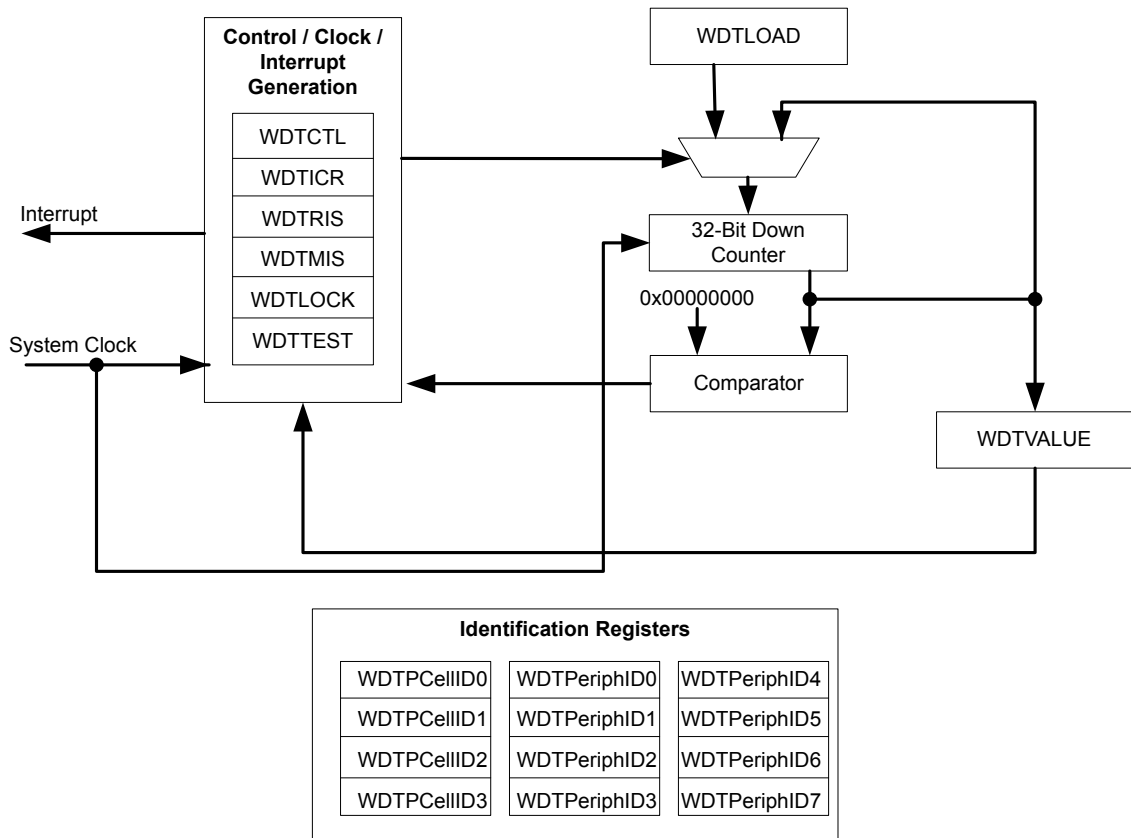 Control / Clock /
Interrupt
Generation
WDTCTL
WDTICR
WDTRIS
WDTMIS
WDTLOCK
WDTTEST
Interrupt
System Clock
WDTLOAD
32-Bit Down
Counter
0x00000000
Comparator
WDTVALUE
Identification Registers
WDTPCellID0
WDTPCellID1
WDTPCellID2
WDTPCellID3
WDTPeriphID0
WDTPeriphID1
WDTPeriphID2
WDTPeriphID3
WDTPeriphID4
WDTPeriphID5
WDTPeriphID6
WDTPeriphID7